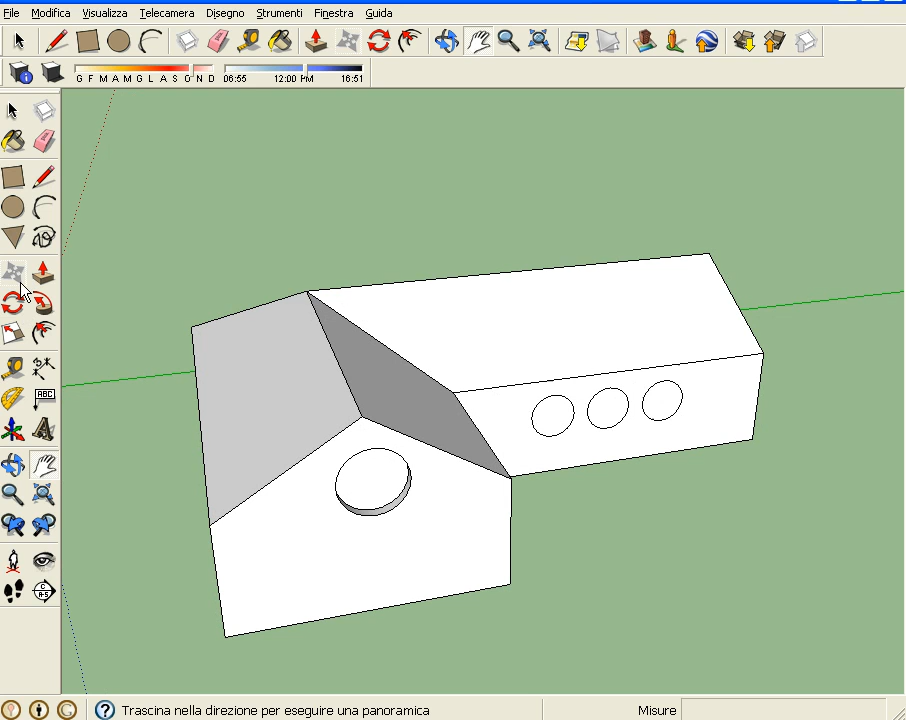 File Modifica Visualizza Telecamera Disegno Strumenti Finestra Guida
G F M A M G L A S O N D 06:55 12:00 PM 16:51
ABC
A
C
A-5
Trascina nella direzione per eseguire una panoramica Misure